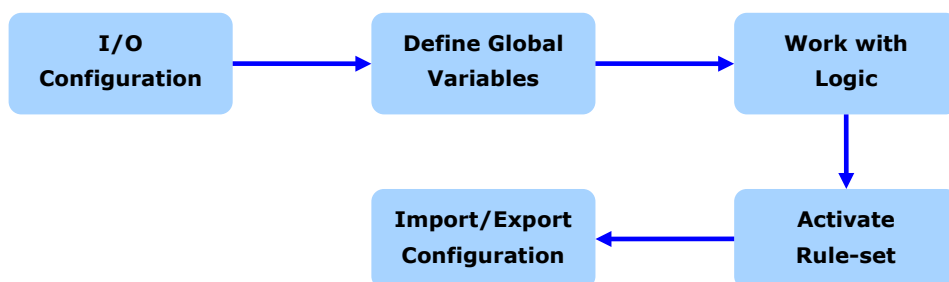 I/O
Configuration
Define Global
Variables
Work with
Logic
Activate
Rule-set
Import/Export
Configuration